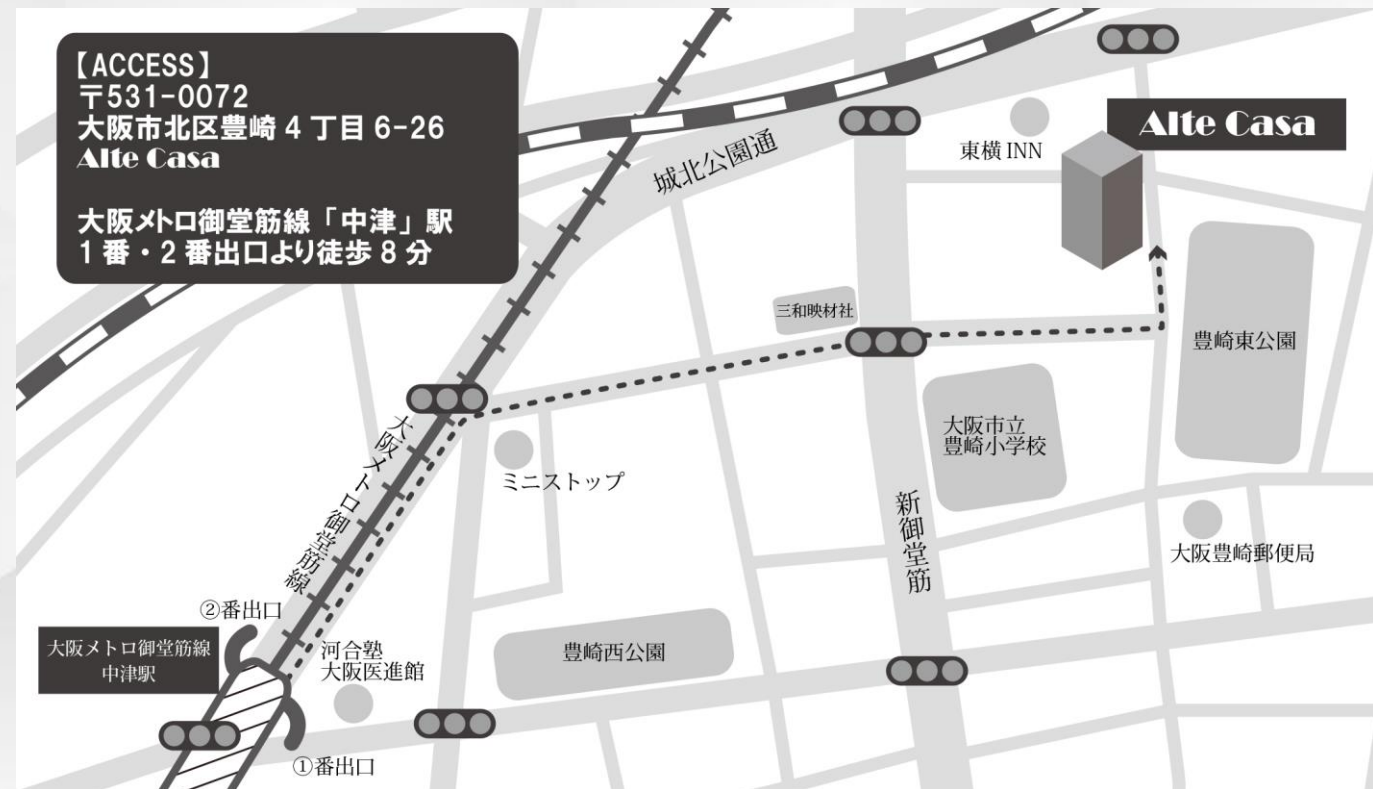 【ACCESS】
〒531-0072
大阪市北区豊崎4丁目6-26
Alte Casa
大阪メトロ御堂筋線「中津」駅
1番・2番出口より徒歩8分
Alte Casa
東横INN
城北公園通
三和映材社
豊崎東公園
大阪市立
豊崎小学校
大阪メトロ御堂筋線
ミニストップ
新御堂筋
大阪豊崎郵便局
②番出口
大阪メトロ御堂筋線
中津駅
河合塾
大阪医進館
豊崎西公園
①番出口